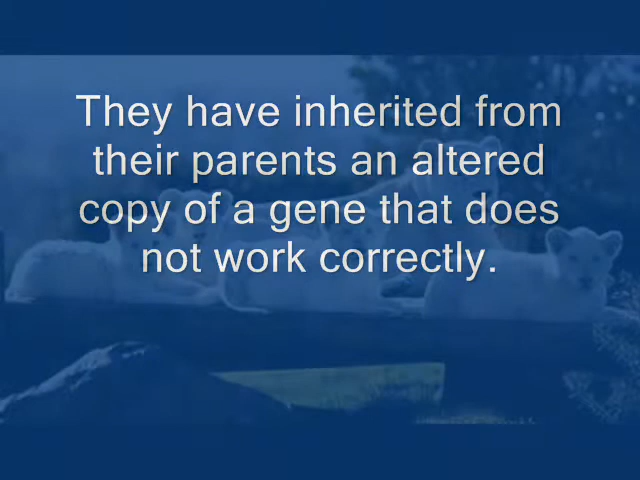 They have inherited from
their parents an altered
copy of a gene that does
not work correctly.